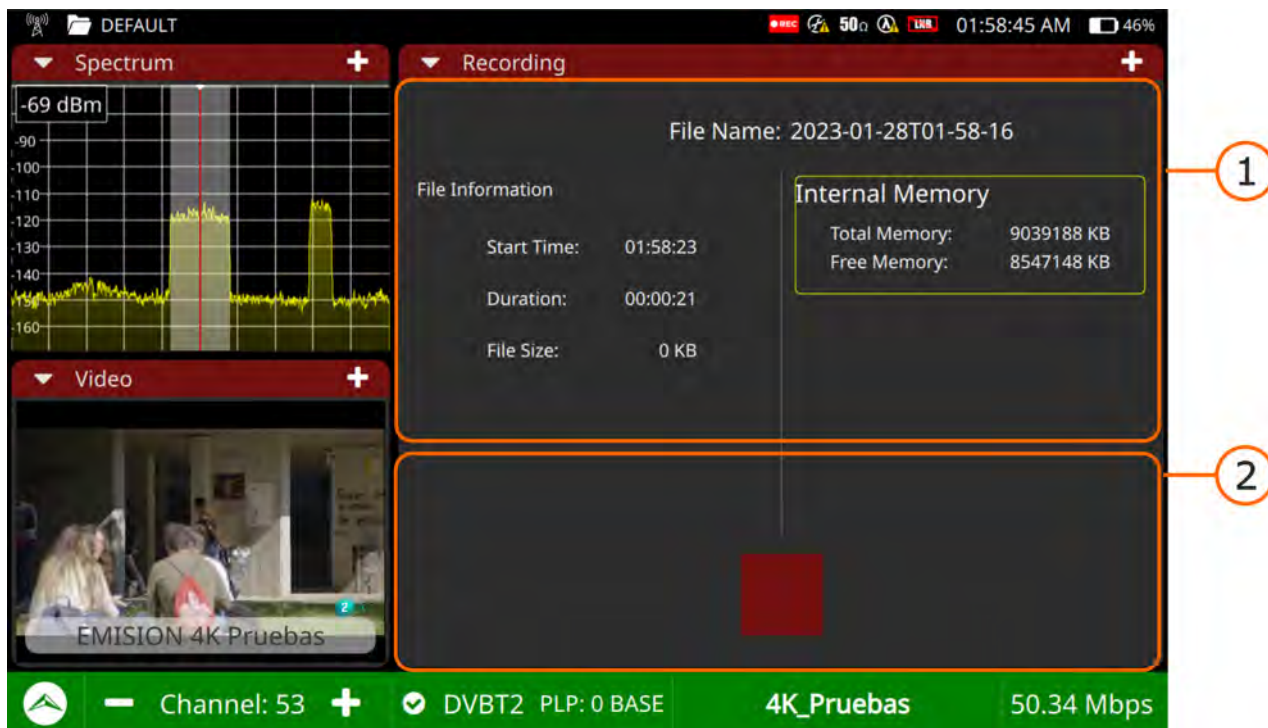 DEFAULT
REC 50Ω LNB 01:58:45 AM 46%
Spectrum
-69 dBm
-90
-100
-110
-120
-130
-140
-150
-160
Video
2
EMISION 4K Pruebas
Recording
File Name: 2023-01-28T01-58-16
File Information
Start Time: 01:58:23
Duration: 00:00:21
File Size: 0 KB
Internal Memory
Total Memory: 9039188 KB
Free Memory: 8547148 KB
1
2
Channel: 53 DVBT2 PLP: 0 BASE 4K_Pruebas 50.34 Mbps